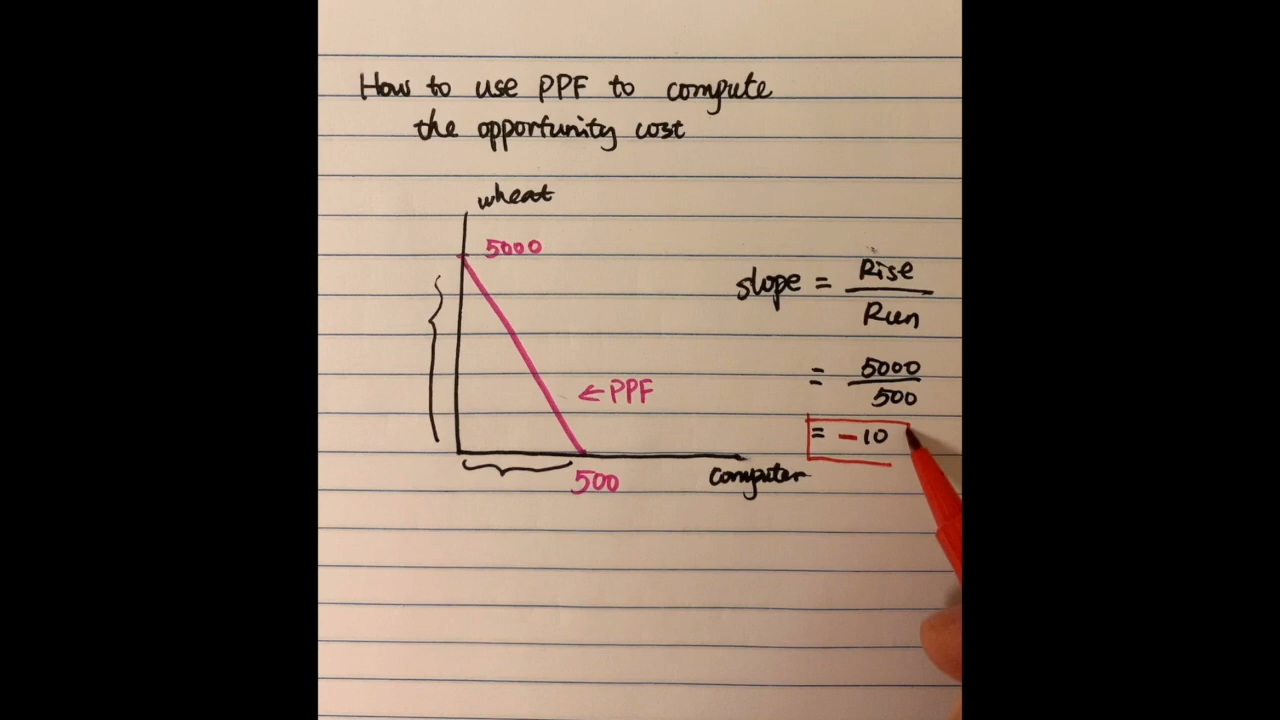 How to use PPF to compute
the opportunity cost
wheat
5000
← PPF
500
computer
slope = Rise
Run
= 5000
500
= -10